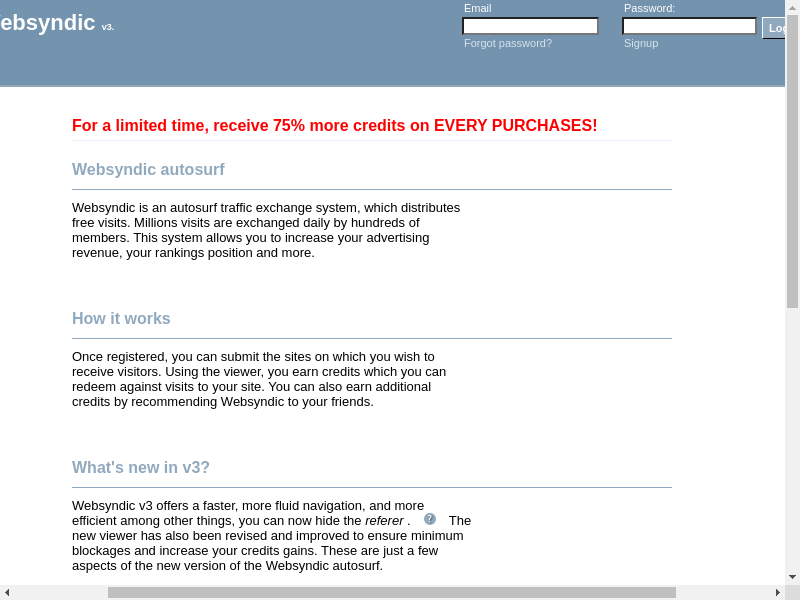 ebsyndic v3.
Email
Password:
Forgot password?
Signup
For a limited time, receive 75% more credits on EVERY PURCHASES!
Websyndic autosurf
Websyndic is an autosurf traffic exchange system, which distributes
free visits. Millions visits are exchanged daily by hundreds of
members. This system allows you to increase your advertising
revenue, your rankings position and more.
How it works
Once registered, you can submit the sites on which you wish to
receive visitors. Using the viewer, you earn credits which you can
redeem against visits to your site. You can also earn additional
credits by recommending Websyndic to your friends.
What's new in v3?
Websyndic v3 offers a faster, more fluid navigation, and more
efficient among other things, you can now hide the referer . ? The
new viewer has also been revised and improved to ensure minimum
blockages and increase your credits gains. These are just a few
aspects of the new version of the Websyndic autosurf.